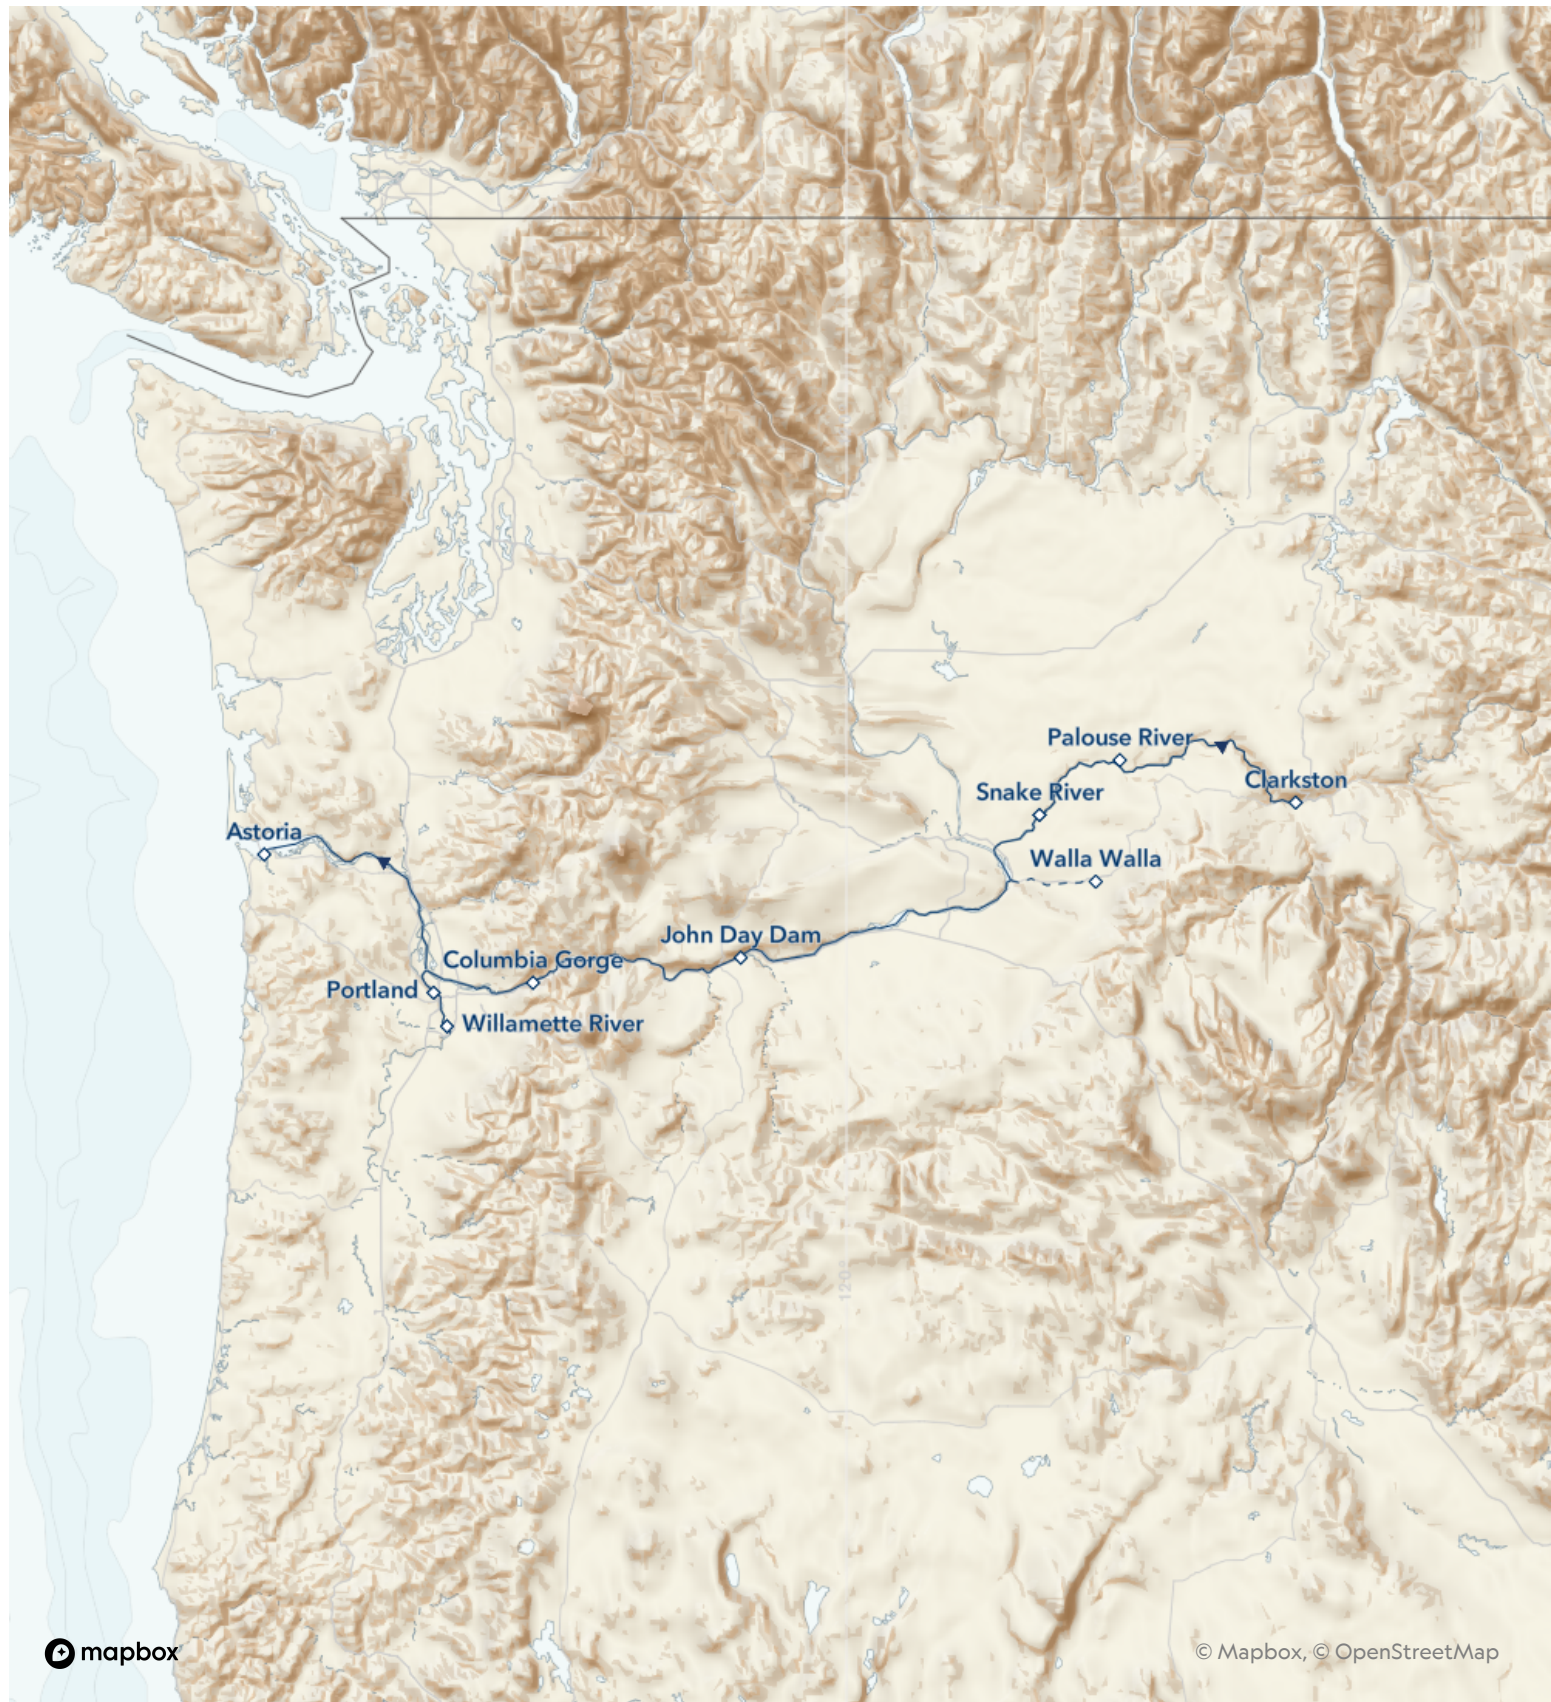 Palouse River
Clarkston
Snake River
Astoria
Walla Walla
John Day Dam
Columbia Gorge
Portland
Willamette River
120°
mapbox
© Mapbox, © OpenStreetMap